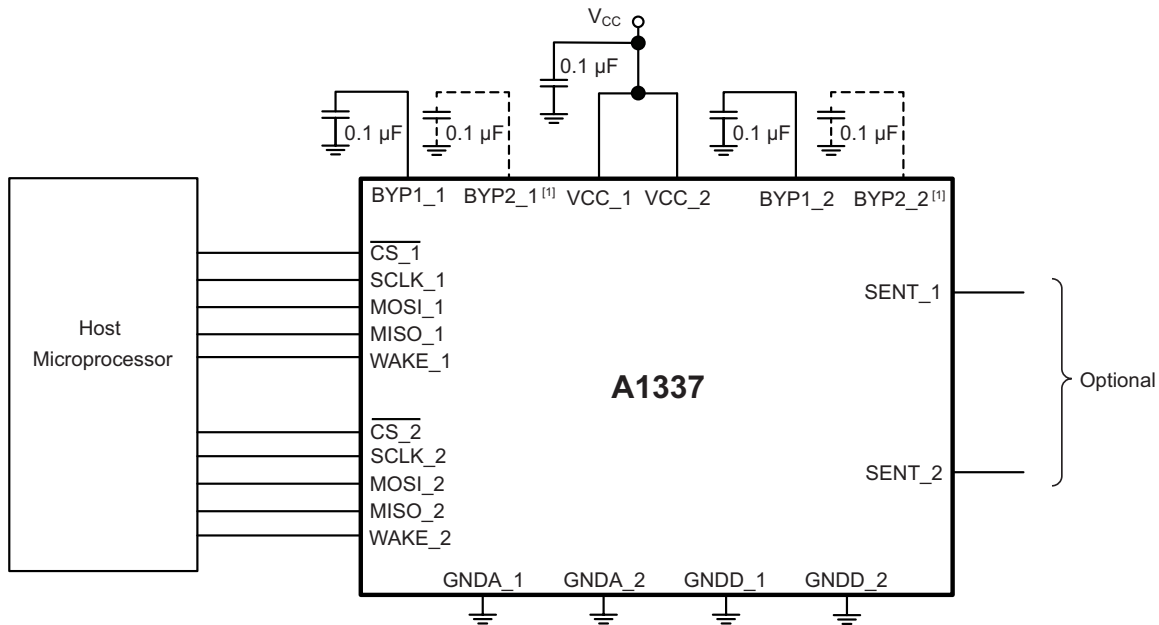 VCC
0.1 µF
0.1 µF
0.1 µF
0.1 µF
0.1 µF
BYP1_1
BYP2_1 [1]
VCC_1
VCC_2
BYP1_2
BYP2_2 [1]
Host
Microprocessor
CS_1
SCLK_1
MOSI_1
MISO_1
WAKE_1
CS_2
SCLK_2
MOSI_2
MISO_2
WAKE_2
A1337
SENT_1
SENT_2
Optional
GNDA_1
GNDA_2
GNDD_1
GNDD_2